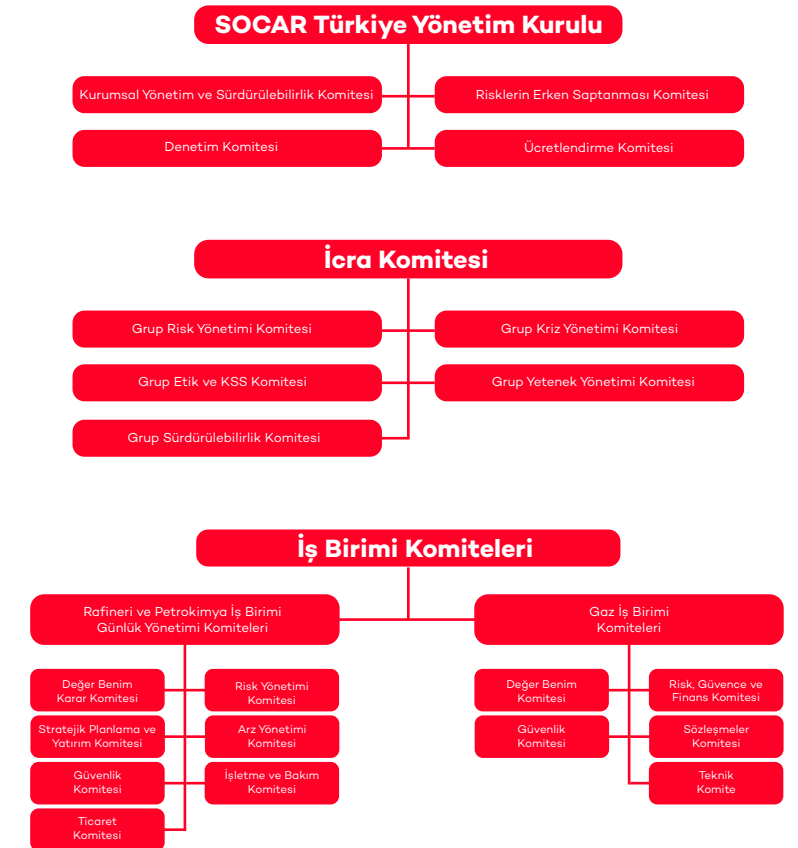 SOCAR Türkiye Yönetim Kurulu
Kurumsal Yönetim ve Sürdürülebilirlik Komitesi
Risklerin Erken Saptanması Komitesi
Denetim Komitesi
Ücretlendirme Komitesi
İcra Komitesi
Grup Risk Yönetimi Komitesi
Grup Kriz Yönetimi Komitesi
Grup Etik ve KSS Komitesi
Grup Yetenek Yönetimi Komitesi
Grup Sürdürülebilirlik Komitesi
İş Birimi Komiteleri
Rafineri ve Petrokimya İş Birimi
Günlük Yönetimi Komiteleri
Değer Benim
Karar Komitesi
Risk Yönetimi
Komitesi
Stratejik Planlama ve
Yatırım Komitesi
Arz Yönetimi
Komitesi
Güvenlik
Komitesi
İşletme ve Bakım
Komitesi
Ticaret
Komitesi
Gaz İş Birimi
Komiteleri
Değer Benim
Komitesi
Risk, Güvence ve
Finans Komitesi
Güvenlik
Komitesi
Sözleşmeler
Komitesi
Teknik
Komite